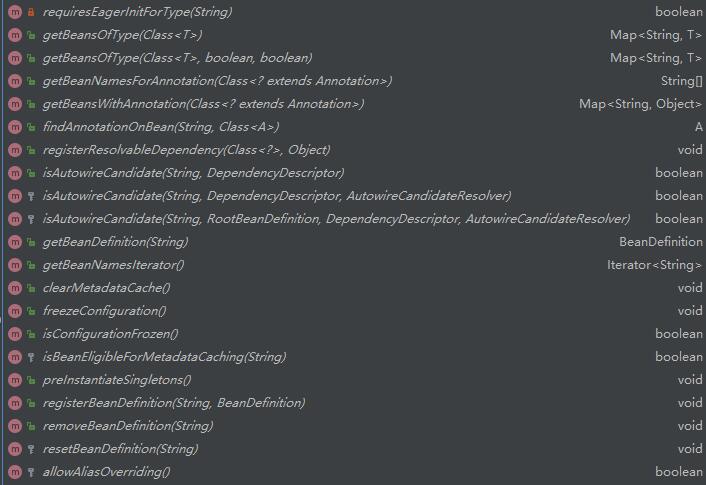 requiresEagerInitForType(String) boolean
getBeansOfType(Class<T>) Map<String, T>
getBeansOfType(Class<T>, boolean, boolean) Map<String, T>
getBeanNamesForAnnotation(Class<? extends Annotation>) String[]
getBeansWithAnnotation(Class<? extends Annotation>) Map<String, Object>
findAnnotationOnBean(String, Class<A>) A
registerResolvableDependency(Class<?>, Object) void
isAutowireCandidate(String, DependencyDescriptor) boolean
isAutowireCandidate(String, DependencyDescriptor, AutowireCandidateResolver) boolean
isAutowireCandidate(String, RootBeanDefinition, DependencyDescriptor, AutowireCandidateResolver) boolean
getBeanDefinition(String) BeanDefinition
getBeanNamesIterator() Iterator<String>
clearMetadataCache() void
freezeConfiguration() void
isConfigurationFrozen() boolean
isBeanEligibleForMetadataCaching(String) boolean
preInstantiateSingletons() void
registerBeanDefinition(String, BeanDefinition) void
removeBeanDefinition(String) void
resetBeanDefinition(String) void
allowAliasOverriding() boolean